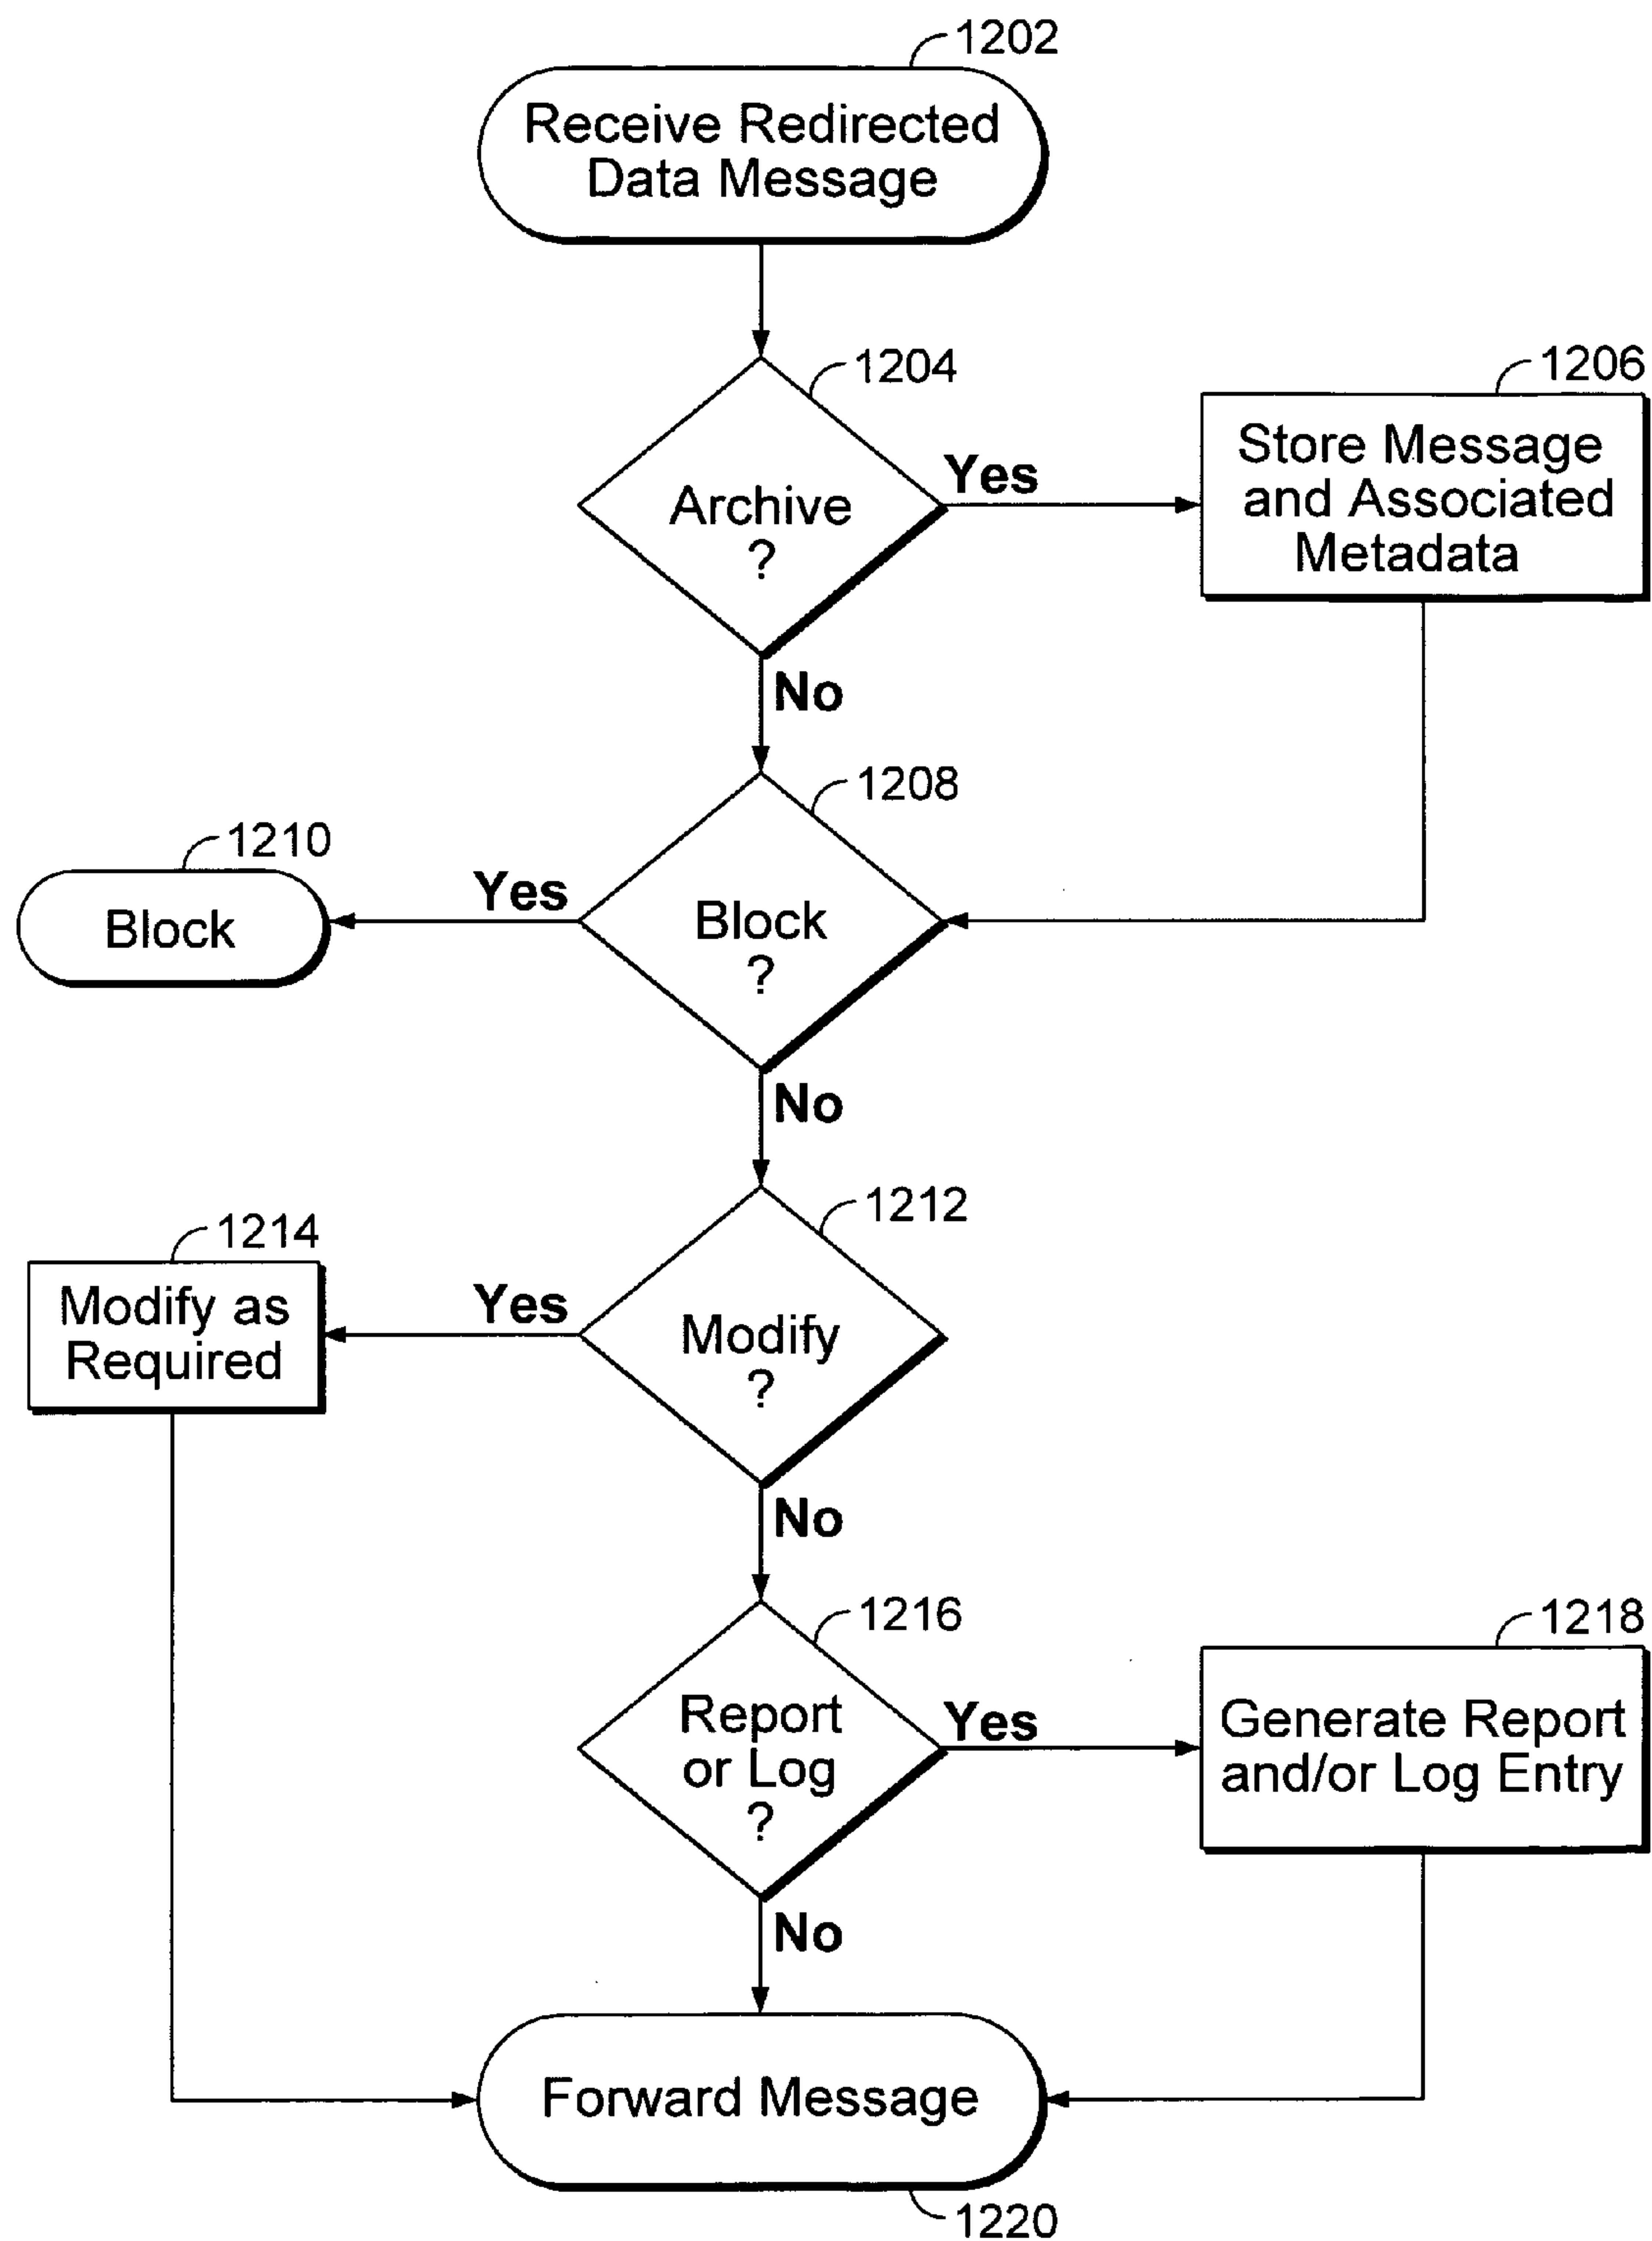 1202
Receive Redirected
Data Message
1204
Archive
?
Yes
1206
Store Message
and Associated
Metadata
No
1208
Block
?
Yes
1210
Block
No
1212
Modify
?
Yes
1214
Modify as
Required
No
1216
Report
or Log
?
Yes
1218
Generate Report
and/or Log Entry
No
Forward Message
1220